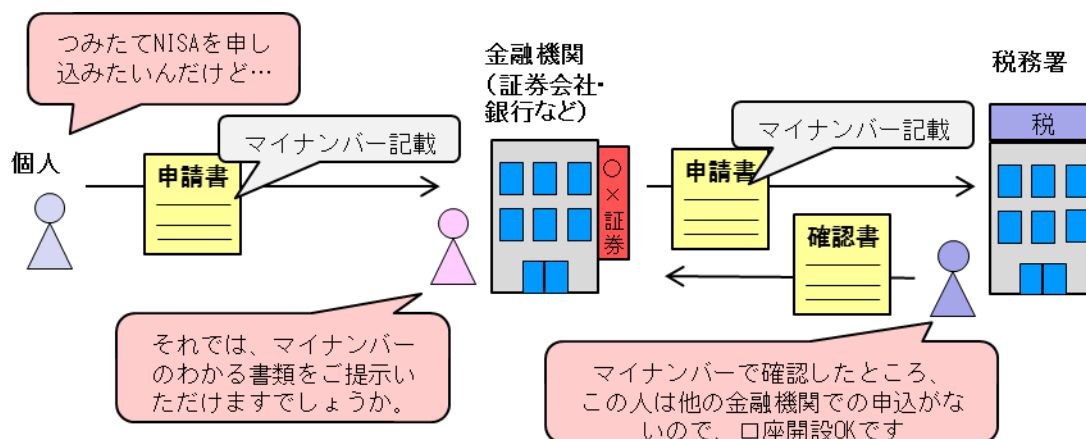 つみたてNISAを申し
込みたいんだけど…
個人
申請書
マイナンバー記載
金融機関
（証券会社・
銀行など）
○×証券
申請書
マイナンバー記載
確認書
税務署
税
それでは、マイナンバー
のわかる書類をご提示い
ただけますでしょうか。
マイナンバーで確認したところ、
この人は他の金融機関での申込がな
いので、口座開設OKです